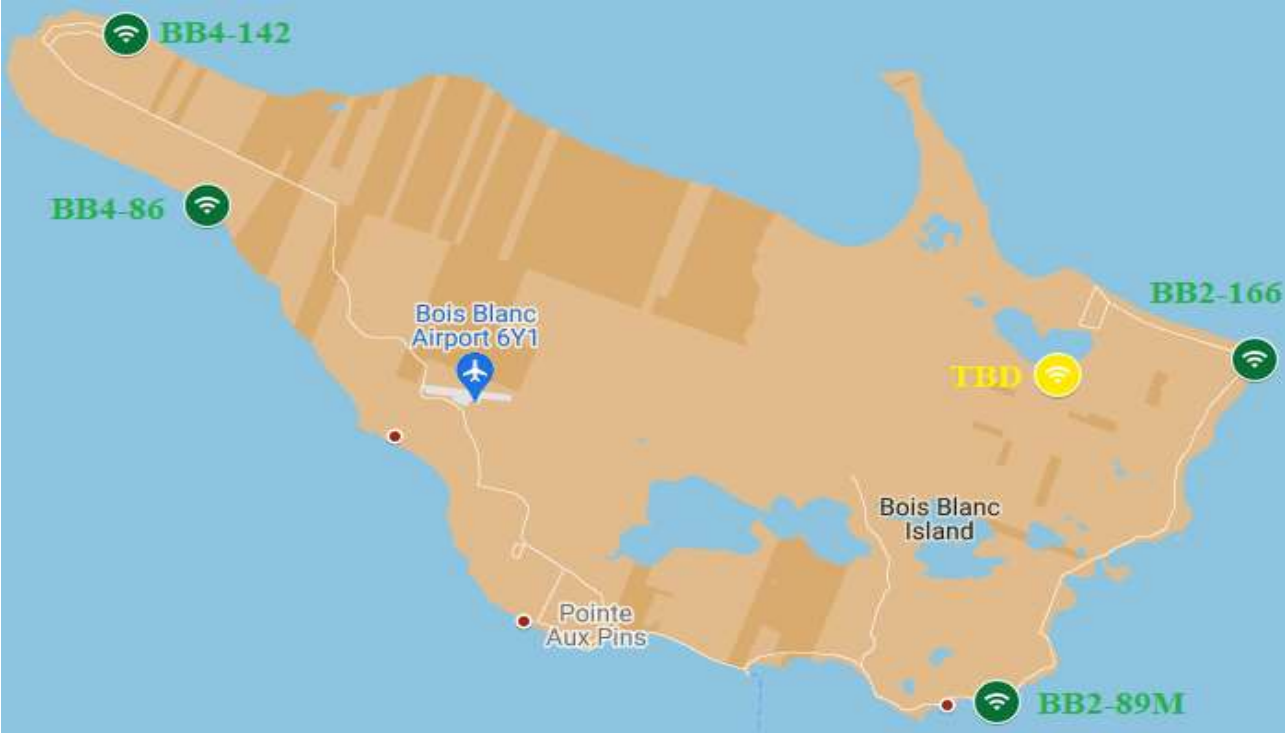 BB4-142
BB4-86
BB2-166
Bois Blanc
Airport 6Y1
TBD
Bois Blanc
Island
Pointe
Aux Pins
BB2-89M